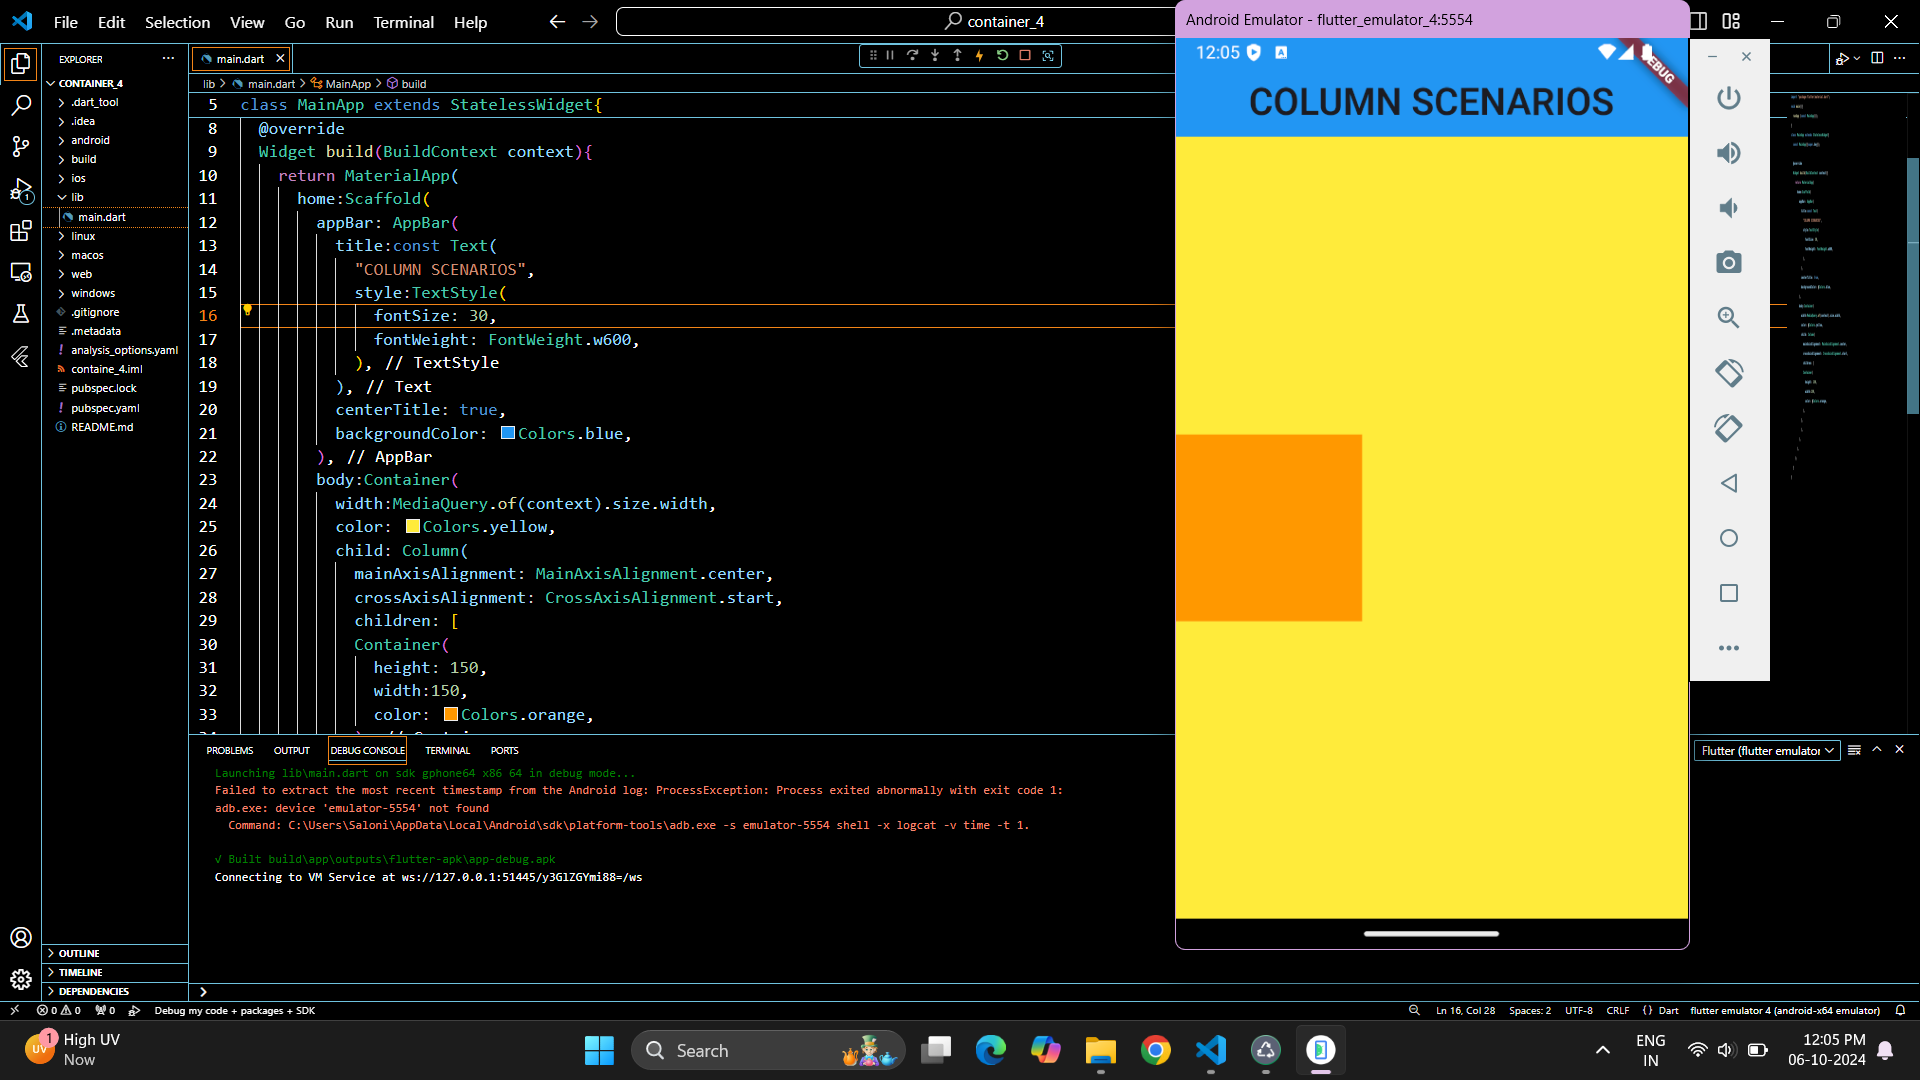 File Edit Selection View Go Run Terminal Help
container_4
EXPLORER
CONTAINER_4
.dart_tool
.idea
android
build
ios
lib
main.dart
linux
macos
web
windows
.gitignore
.metadata
analysis_options.yaml
containe_4.iml
pubspec.lock
pubspec.yaml
README.md
OUTLINE
TIMELINE
DEPENDENCIES
main.dart
lib > main.dart > MainApp > build
5 class MainApp extends StatelessWidget{
8 @override
9 Widget build(BuildContext context){
10 return MaterialApp(
11 home:Scaffold(
12 appBar: AppBar(
13 title:const Text(
14 "COLUMN SCENARIOS",
15 style:TextStyle(
16 fontSize: 30,
17 fontWeight: FontWeight.w600,
18 ), // TextStyle
19 ), // Text
20 centerTitle: true,
21 backgroundColor: Colors.blue,
22 ), // AppBar
23 body:Container(
24 width:MediaQuery.of(context).size.width,
25 color: Colors.yellow,
26 child: Column(
27 mainAxisAlignment: MainAxisAlignment.center,
28 crossAxisAlignment: CrossAxisAlignment.start,
29 children: [
30 Container(
31 height: 150,
32 width:150,
33 color: Colors.orange,
PROBLEMS OUTPUT DEBUG CONSOLE TERMINAL PORTS
Flutter (flutter emulator
Launching lib\main.dart on sdk gphone64 x86 64 in debug mode...
Failed to extract the most recent timestamp from the Android log: ProcessException: Process exited abnormally with exit code 1:
adb.exe: device 'emulator-5554' not found
Command: C:\Users\Saloni\AppData\Local\Android\sdk\platform-tools\adb.exe -s emulator-5554 shell -x logcat -v time -t 1.
√ Built build\app\outputs\flutter-apk\app-debug.apk
Connecting to VM Service at ws://127.0.0.1:51445/y3GlZGYmi88=/ws
Android Emulator - flutter_emulator_4:5554
12:05
DEBUG
COLUMN SCENARIOS
0 0 0 Debug my code + packages + SDK
Ln 16, Col 28 Spaces: 2 UTF-8 CRLF { } Dart flutter emulator 4 (android-x64 emulator)
UV 1
High UV
Now
Search
ENG
IN
12:05 PM
06-10-2024